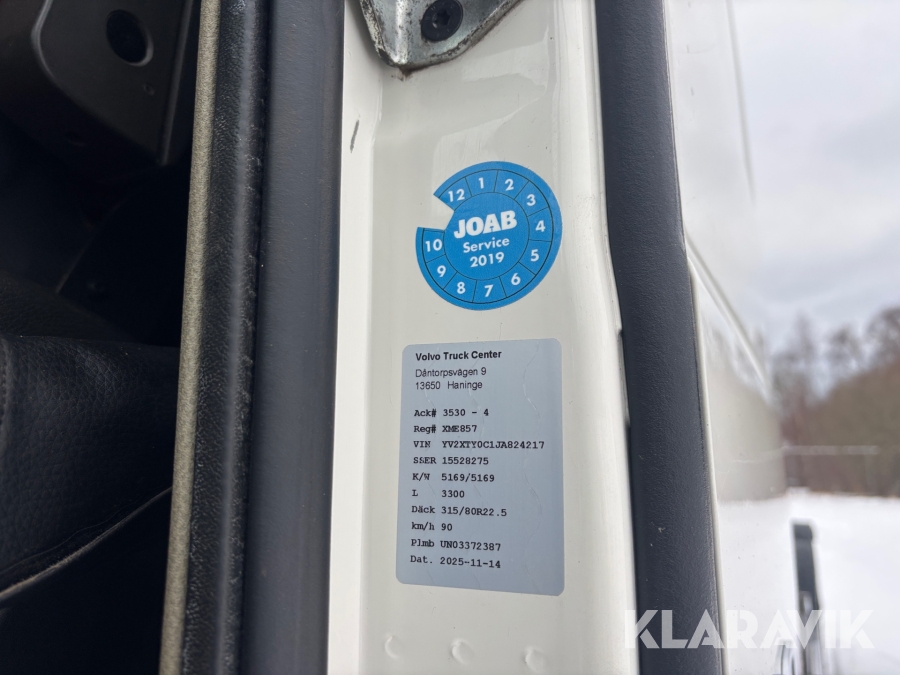 12 1 2 3 4 5 6 7 8 9 10
JOAB
Service
2019
Volvo Truck Center
Dåntorpsvägen 9
13650 Haninge
Ack# 3530 - 4
Reg# XME857
VIN YV2XTY0C1JA824217
SSER 15528275
K/W 5169/5169
L 3300
Däck 315/80R22.5
km/h 90
Plmb UN03372387
Dat. 2025-11-14
KLARAVIK